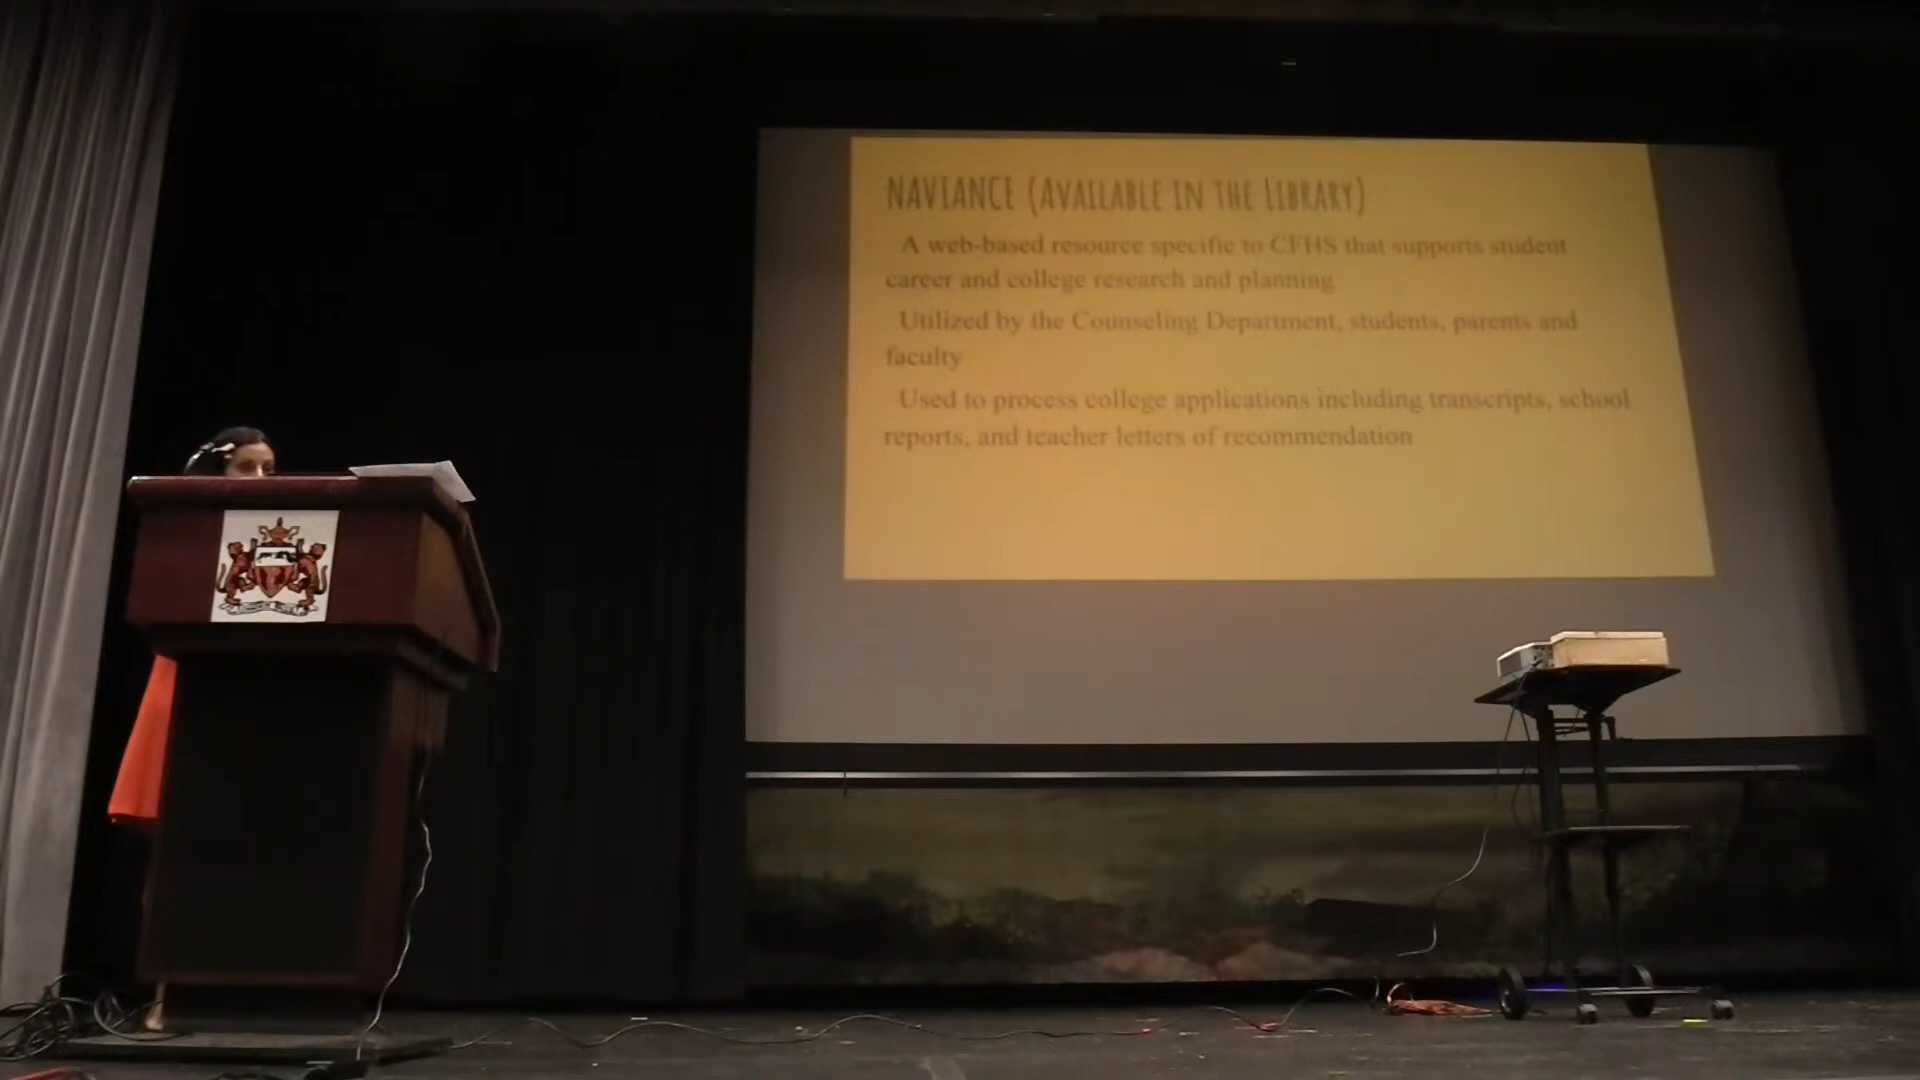 NAVIANCE (AVAILABLE IN THE LIBRARY)
A web-based resource specific to CFHS that supports student
career and college research and planning
Utilized by the Counseling Department, students, parents and
faculty
Used to process college applications including transcripts, school
reports, and teacher letters of recommendation